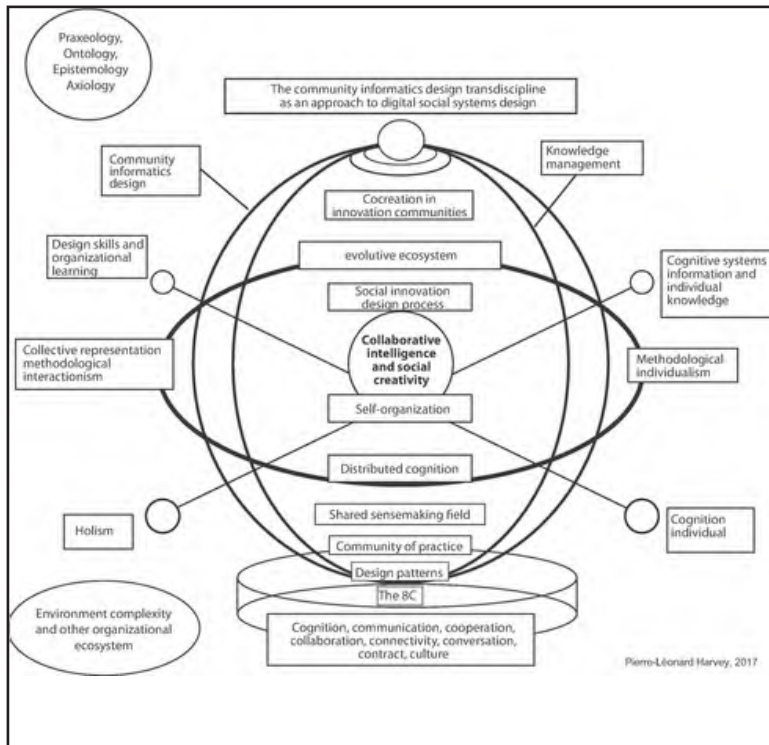 Praxeology,
Ontology,
Epistemology
Axiology
The community informatics design transdiscipline
as an approach to digital social systems design
Community
informatics
design
Knowledge
management
Cocreation in
innovation communities
Design skills and
organizational
learning
evolutive ecosystem
Cognitive systems
information and
individual
knowledge
Social innovation
design process
Collaborative
intelligence
and social
creativity
Collective representation
methodological
interactionism
Methodological
individualism
Self-organization
Distributed cognition
Holism
Shared sensemaking field
Cognition
individual
Community of practice
Design patterns
The 8C
Environment complexity
and other organizational
ecosystem
Cognition, communication, cooperation,
collaboration, connectivity, conversation,
contract, culture
Pierro-Léonard Harvey, 2017